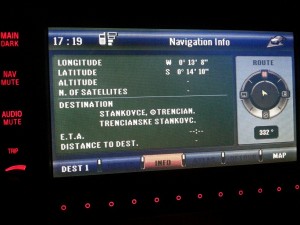 MAIN
DARK
NAV
MUTE
AUDIO
MUTE
TRIP
17:19
Navigation Info
LONGITUDE W 0° 13' 8"
LATITUDE S 0° 14' 10"
ALTITUDE -
N. OF SATELLITES -
DESTINATION
STANKOVCE, @TRENCIAN.
TRENCIANSKE STANKOVC.
E.T.A. --:--
DISTANCE TO DEST. -
ROUTE
N
332°
DEST 1
INFO
MAP